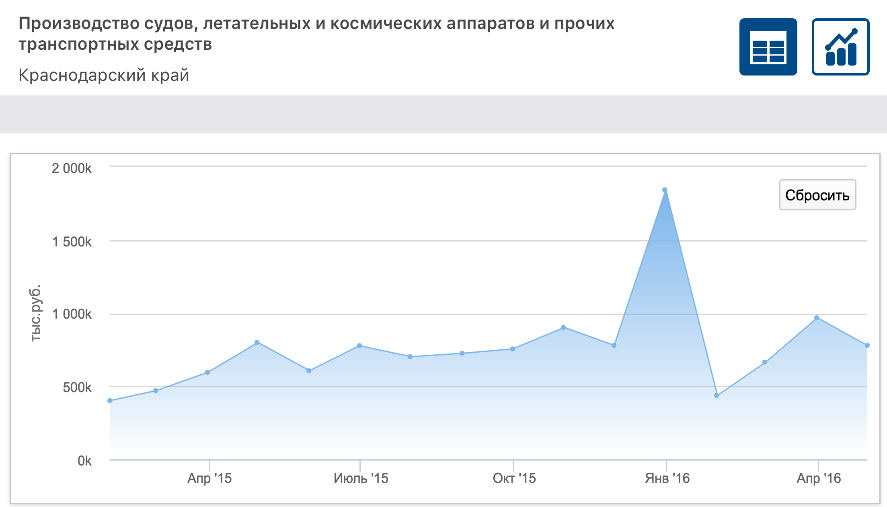 Производство судов, летательных и космических аппаратов и прочих
транспортных средств
Краснодарский край
2 000k
Сбросить
1 500k
тыс.руб.
1 000k
500k
0k
Апр '15
Июль '15
Окт '15
Янв '16
Апр '16